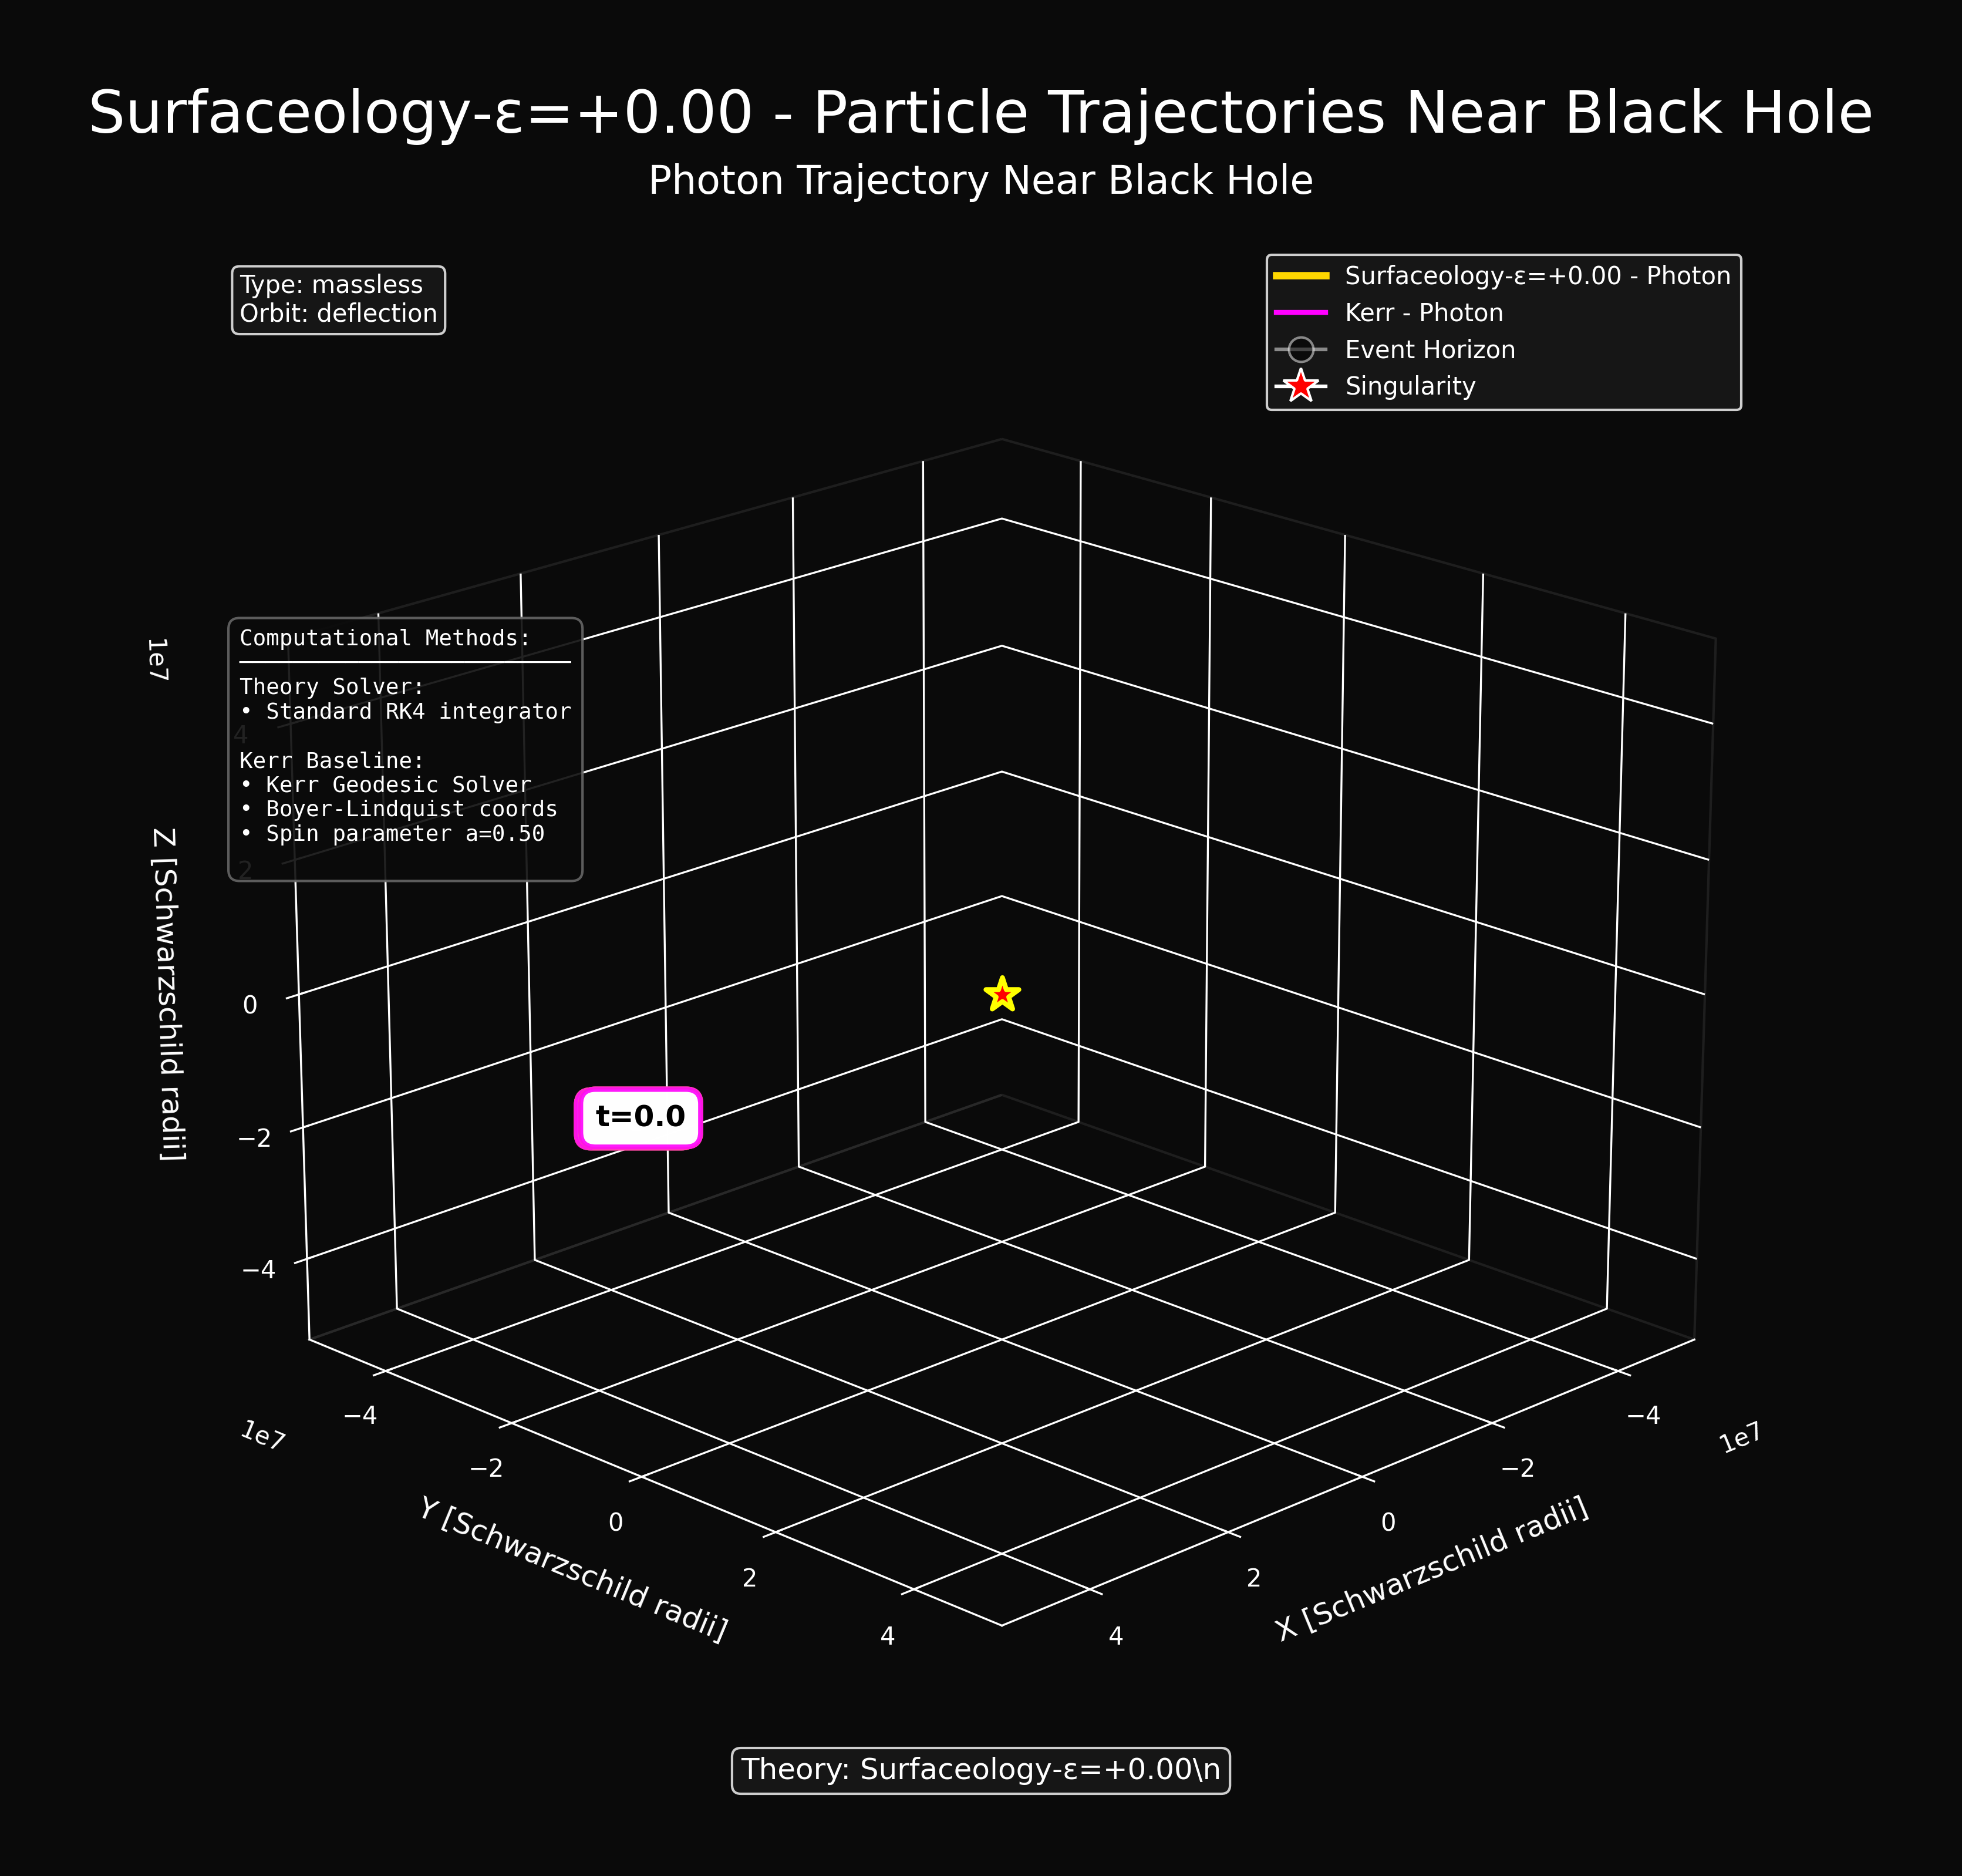 Surfaceology-ε=+0.00 - Particle Trajectories Near Black Hole
Photon Trajectory Near Black Hole
Type: massless
Orbit: deflection
Surfaceology-ε=+0.00 - Photon
Kerr - Photon
Event Horizon
Singularity
Computational Methods:
Theory Solver:
• Standard RK4 integrator
Kerr Baseline:
• Kerr Geodesic Solver
• Boyer-Lindquist coords
• Spin parameter a=0.50
1e7
4
2
0
−2
−4
Z [Schwarzschild radii]
t=0.0
1e7
−4
−2
0
2
4
Y [Schwarzschild radii]
4
2
0
−2
−4
1e7
X [Schwarzschild radii]
Theory: Surfaceology-ε=+0.00\n